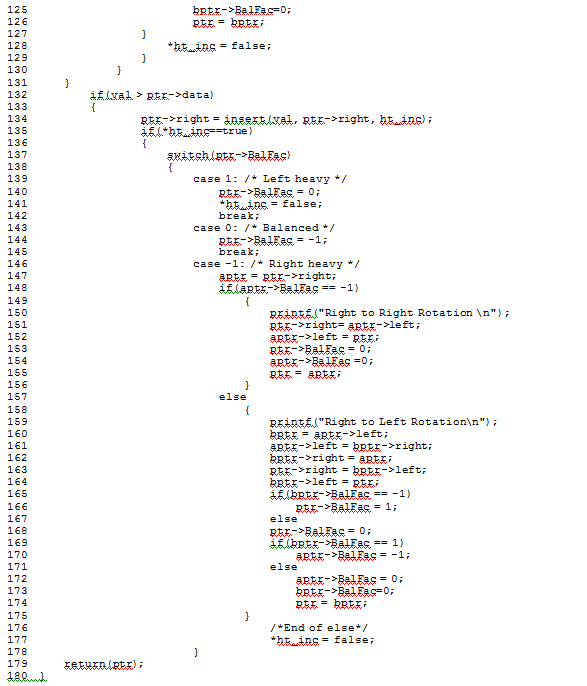 125 bptr->BalFac=0;
126 ptr = bptr;
127 }
128 *ht_inc = false;
129 }
130 }
131 }
132 if(val > ptr->data)
133 {
134 ptr->right = insert(val, ptr->right, ht_inc);
135 if(*ht_inc==true)
136 {
137 switch(ptr->BalFac)
138 {
139 case 1: /* Left heavy */
140 ptr->BalFac = 0;
141 *ht_inc = false;
142 break;
143 case 0: /* Balanced */
144 ptr->BalFac = -1;
145 break;
146 case -1: /* Right heavy */
147 aptr = ptr->right;
148 if(aptr->BalFac == -1)
149 {
150 printf("Right to Right Rotation \n");
151 ptr->right= aptr->left;
152 aptr->left = ptr;
153 ptr->BalFac = 0;
154 aptr->BalFac =0;
155 ptr = aptr;
156 }
157 else
158 {
159 printf("Right to Left Rotation\n");
160 bptr = aptr->left;
161 aptr->left = bptr->right;
162 bptr->right = aptr;
163 ptr->right = bptr->left;
164 bptr->left = ptr;
165 if(bptr->BalFac == -1)
166 ptr->BalFac = 1;
167 else
168 ptr->BalFac = 0;
169 if(bptr->BalFac == 1)
170 aptr->BalFac = -1;
171 else
172 aptr->BalFac = 0;
173 bptr->BalFac=0;
174 ptr = bptr;
175 }
176 /*End of else*/
177 *ht_inc = false;
178 }
179 return(ptr);
180 }